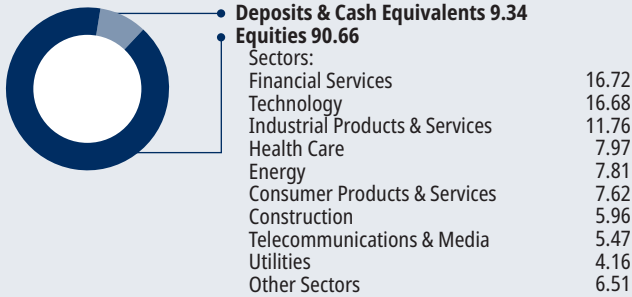 Deposits & Cash Equivalents 9.34
Equities 90.66
Sectors:
Financial Services 16.72
Technology 16.68
Industrial Products & Services 11.76
Health Care 7.97
Energy 7.81
Consumer Products & Services 7.62
Construction 5.96
Telecommunications & Media 5.47
Utilities 4.16
Other Sectors 6.51